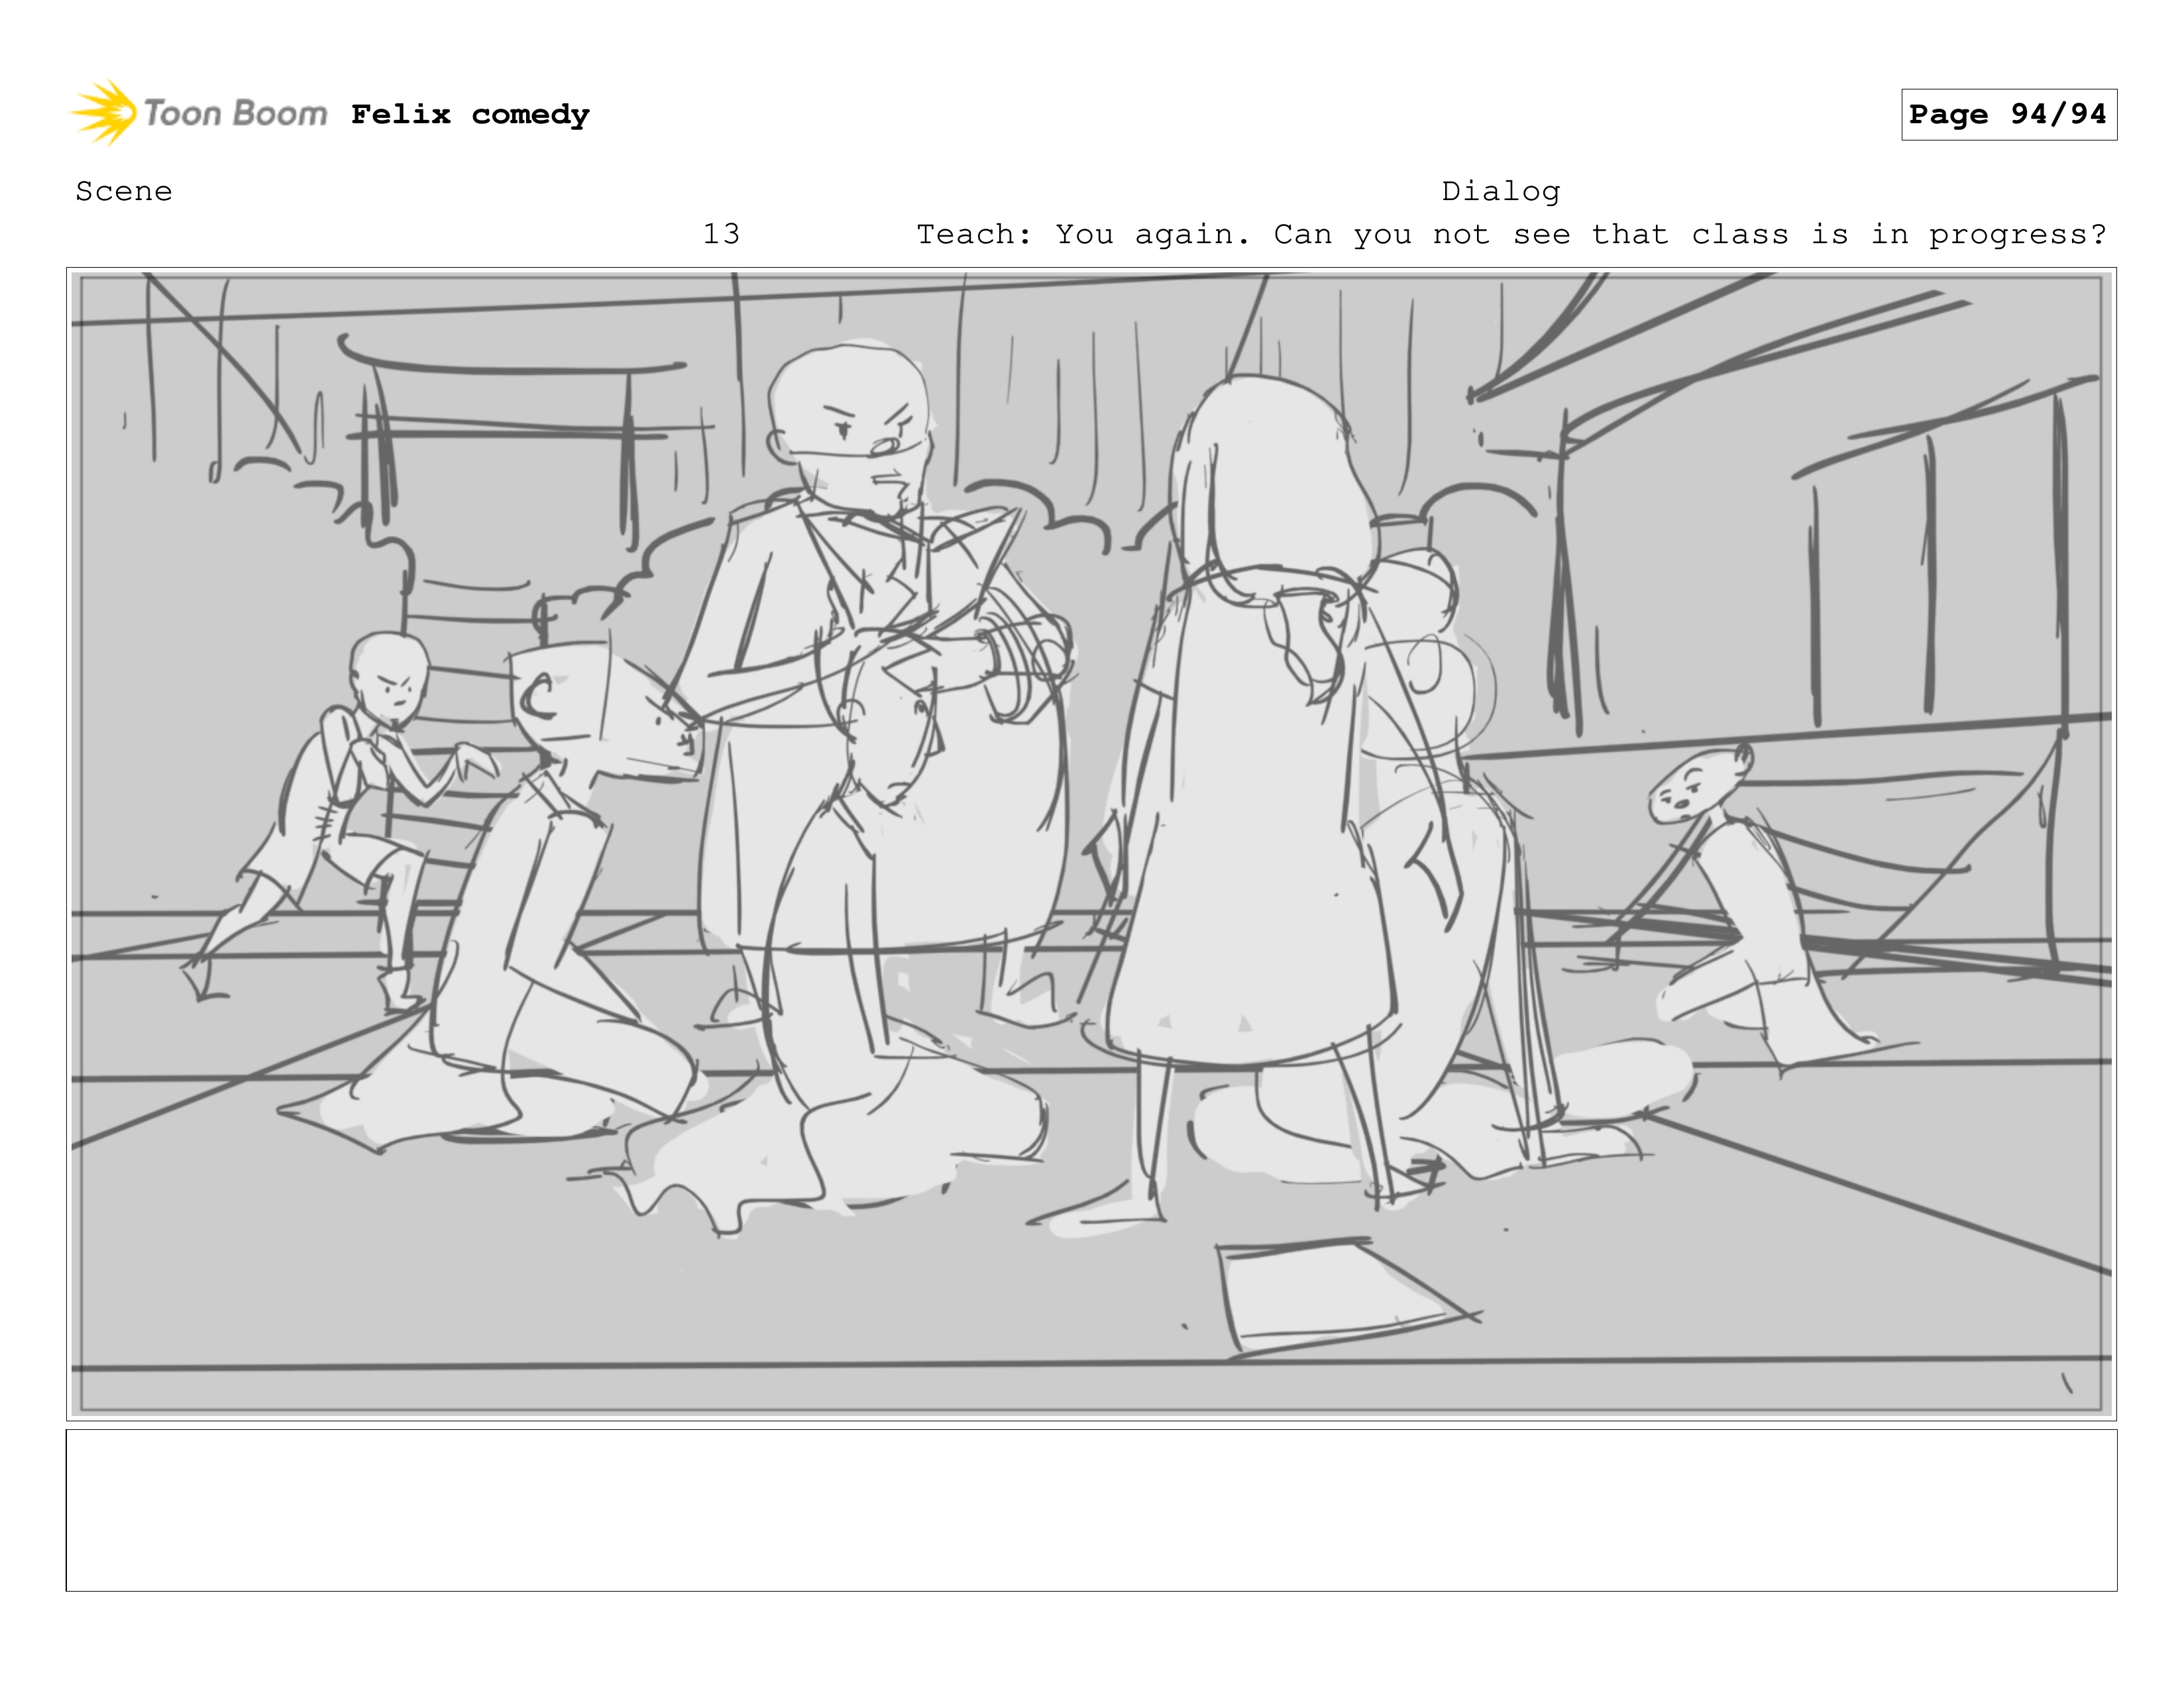 Toon Boom Felix comedy
Page 94/94
Scene
Dialog
13
Teach: You again. Can you not see that class is in progress?